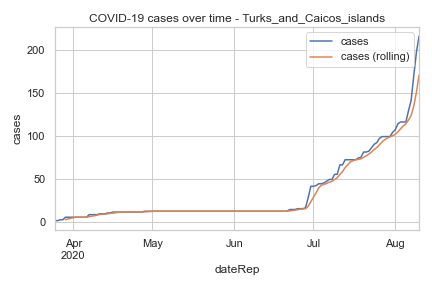 COVID-19 cases over time - Turks_and_Caicos_islands
cases
cases (rolling)
cases
200
150
100
50
0
Apr
2020
May
Jun
Jul
Aug
dateRep